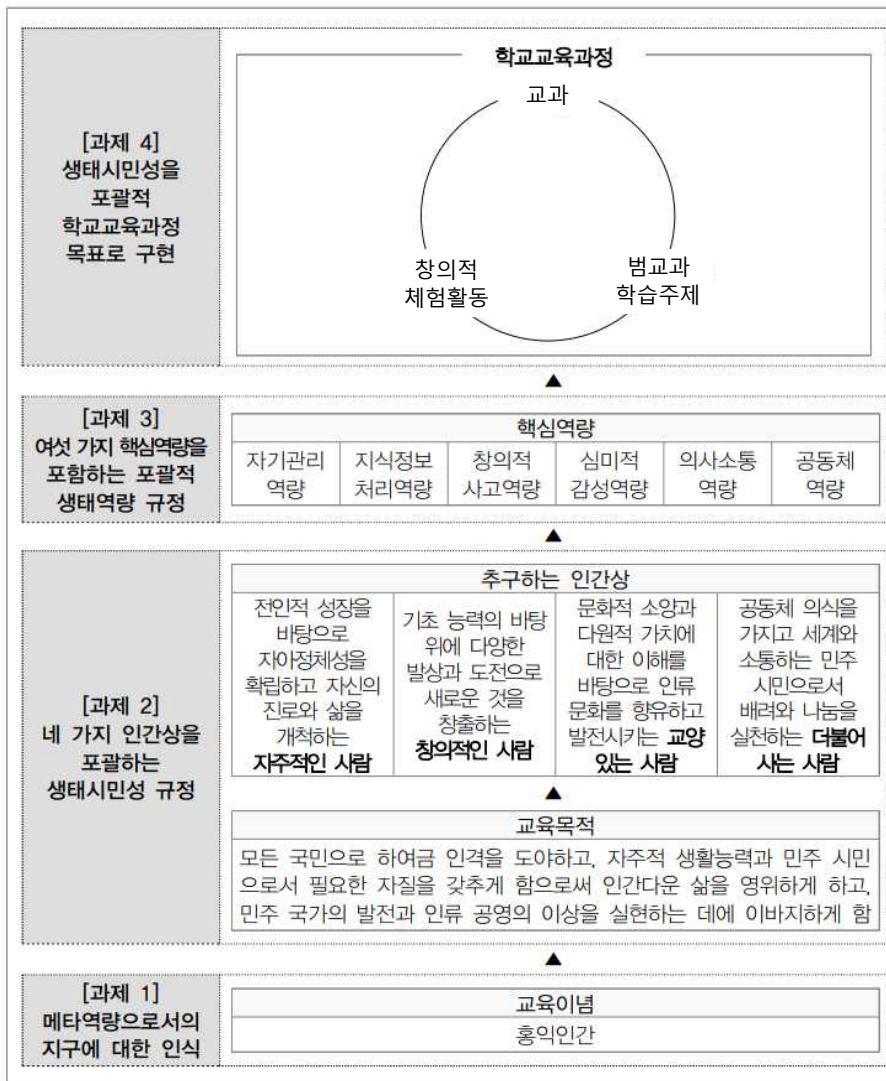 학교교육과정
교과
창의적
체험활동
범교과
학습주제
[과제 4]
생태시민성을
포괄적
학교교육과정
목표로 구현
▲
[과제 3]
여섯 가지 핵심역량을
포함하는 포괄적
생태역량 규정
핵심역량
자기관리
역량
지식정보
처리역량
창의적
사고역량
심미적
감성역량
의사소통
역량
공동체
역량
▲
[과제 2]
네 가지 인간상을
포괄하는
생태시민성 규정
추구하는 인간상
전인적 성장을
바탕으로
자아정체성을
확립하고 자신의
진로와 삶을
개척하는
자주적인 사람
기초 능력의 바탕
위에 다양한
발상과 도전으로
새로운 것을
창출하는
창의적인 사람
문화적 소양과
다원적 가치에
대한 이해를
바탕으로 인류
문화를 향유하고
발전시키는 교양
있는 사람
공동체 의식을
가지고 세계와
소통하는 민주
시민으로서
배려와 나눔을
실천하는 더불어
사는 사람
▲
교육목적
모든 국민으로 하여금 인격을 도야하고, 자주적 생활능력과 민주 시민
으로서 필요한 자질을 갖추게 함으로써 인간다운 삶을 영위하게 하고,
민주 국가의 발전과 인류 공영의 이상을 실현하는 데에 이바지하게 함
▲
[과제 1]
메타역량으로서의
지구에 대한 인식
교육이념
홍익인간